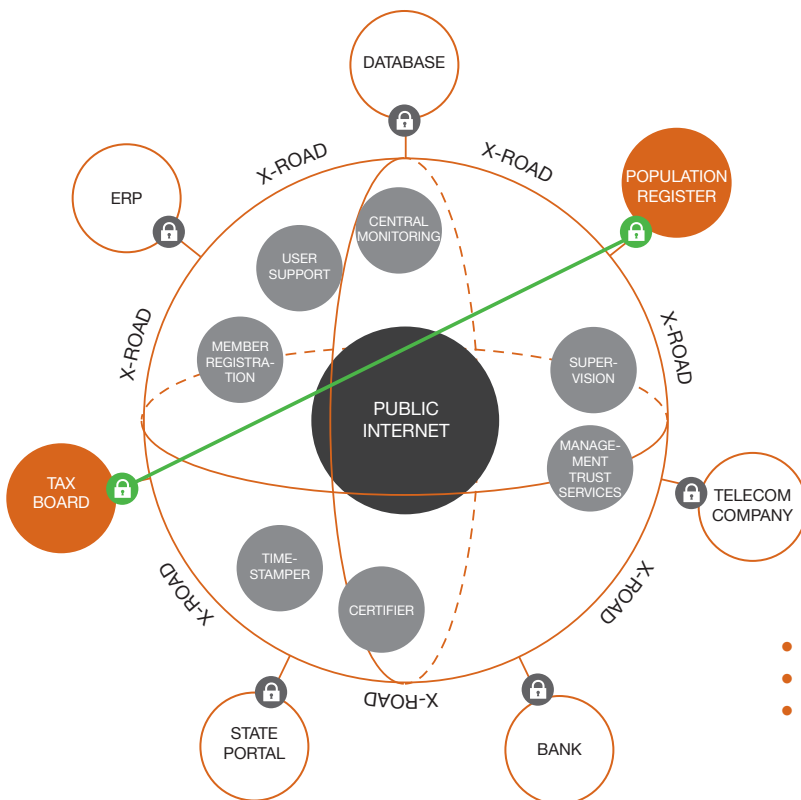 DATABASE
X-ROAD
X-ROAD
POPULATION
REGISTER
ERP
CENTRAL
MONITORING
USER
SUPPORT
X-ROAD
X-ROAD
MEMBER
REGISTRA-
TION
SUPER-
VISION
PUBLIC
INTERNET
MANAGE-
MENT
TRUST
SERVICES
TAX
BOARD
TELECOM
COMPANY
TIME-
STAMPER
CERTIFIER
X-ROAD
X-ROAD
X-ROAD
STATE
PORTAL
BANK